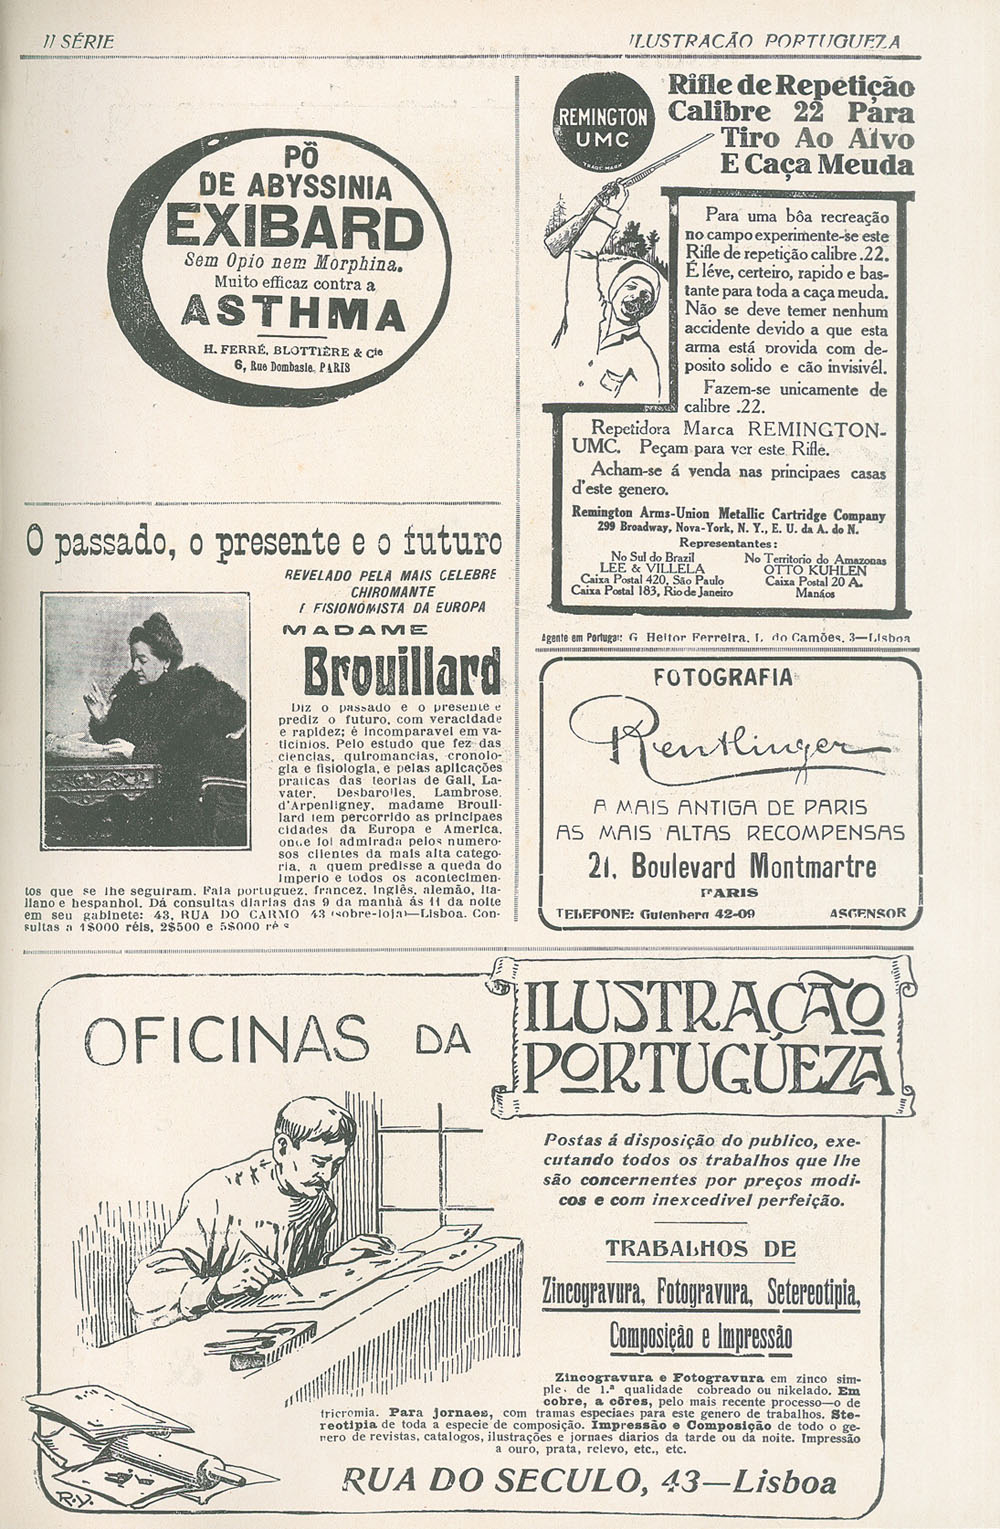 II SÉRIE
ILUSTRAÇÃO PORTUGUEZA
PÓ
DE ABYSSINIA
EXIBARD
Sem Opio nem Morphina.
Muito efficaz contra a
ASTHMA
H. FERRÉ, BLOTTIÈRE & Cie
6, Rue Dombasle, PARIS
REMINGTON
UMC
TRADE MARK
Rifle de Repetição
Calibre 22 Para
Tiro Ao Alvo
E Caça Meuda
Para uma bôa recreação
no campo experimente-se este
Rifle de repetição calibre .22.
É léve, certeiro, rapido e bas-
tante para toda a caça meuda.
Não se deve temer nenhum
accidente devido a que esta
arma está provida com de-
posito solido e cão invisivél.
Fazem-se unicamente de
calibre .22.
Repetidora Marca REMINGTON-
UMC. Peçam para ver este Rifle.
Acham-se á venda nas principaes casas
d'este genero.
Remington Arms-Union Metallic Cartridge Company
299 Broadway, Nova-York, N. Y., E. U. da A. do N.
Representantes:
No Sul do Brazil
LEE & VILLELA
Caixa Postal 420, São Paulo
Caixa Postal 183, Rio de Janeiro
No Territorio do Amazonas
OTTO KUHLEN
Caixa Postal 20 A.
Manáos
Agente em Portugal: G. Heitor Ferreira, L. do Camões, 3—Lisboa
O passado, o presente e o futuro
REVELADO PELA MAIS CELEBRE
CHIROMANTE
E FISIONOMISTA DA EUROPA
MADAME
Brouillard
Diz o passado e o presente e
prediz o futuro, com veracidade
e rapidez; é incomparavel em va-
ticinios. Pelo estudo que fez das
ciencias, quiromancias, cronolo-
gia e fisiologia, e pelas aplicações
praticas das teorias de Gall, La-
vater, Desbarolles, Lambrose,
d'Arpenligney, madame Brouil-
lard tem percorrido as principaes
cidades da Europa e America,
onde foi admirada pelos numero-
sos clientes da mais alta catego-
ria, a quem predisse a queda do
imperio e todos os acontecimen-
tos que se lhe seguiram. Fala portuguez, francez, inglês, alemão, ita-
liano e hespanhol. Dá consultas diarias das 9 da manhã ás 11 da noite
em seu gabinete: 43, RUA DO CARMO 43 (sobre-loja)—Lisboa. Con-
sultas a 1$000 réis, 2$500 e 5$000 réis
FOTOGRAFIA
Reutlinger
A MAIS ANTIGA DE PARIS
AS MAIS ALTAS RECOMPENSAS
21, Boulevard Montmartre
PARIS
TELEFONE: Gutenberg 42-09
ASCENSOR
OFICINAS DA
ILUSTRAÇÃO
PORTUGUEZA
Postas á disposição do publico, exe-
cutando todos os trabalhos que lhe
são concernentes por preços modi-
cos e com inexcedivel perfeição.
TRABALHOS DE
Zincogravura, Fotogravura, Setereotipia,
Composição e Impressão
Zincogravura e Fotogravura em zinco sim-
ples de 1.ª qualidade cobreado ou nikelado. Em
cobre, a côres, pelo mais recente processo—o de
tricromia. Para jornaes, com tramas especiaes para este genero de trabalhos. Ste-
reotipia de toda a especie de composição. Impressão e Composição de todo o ge-
nero de revistas, catalogos, ilustrações e jornaes diarios da tarde ou da noite. Impressão
a ouro, prata, relevo, etc., etc.
RUA DO SECULO, 43—Lisboa
R.V.